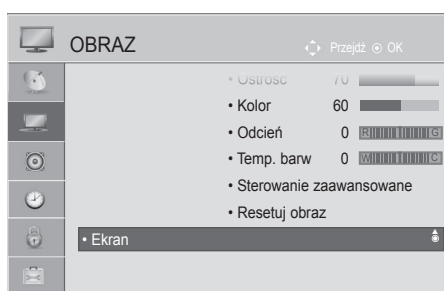 OBRAZ
Przejdź OK
• Ostrość 70
• Kolor 60
• Odcień 0 R G
• Temp. barw 0 W C
• Sterowanie zaawansowane
• Resetuj obraz
• Ekran